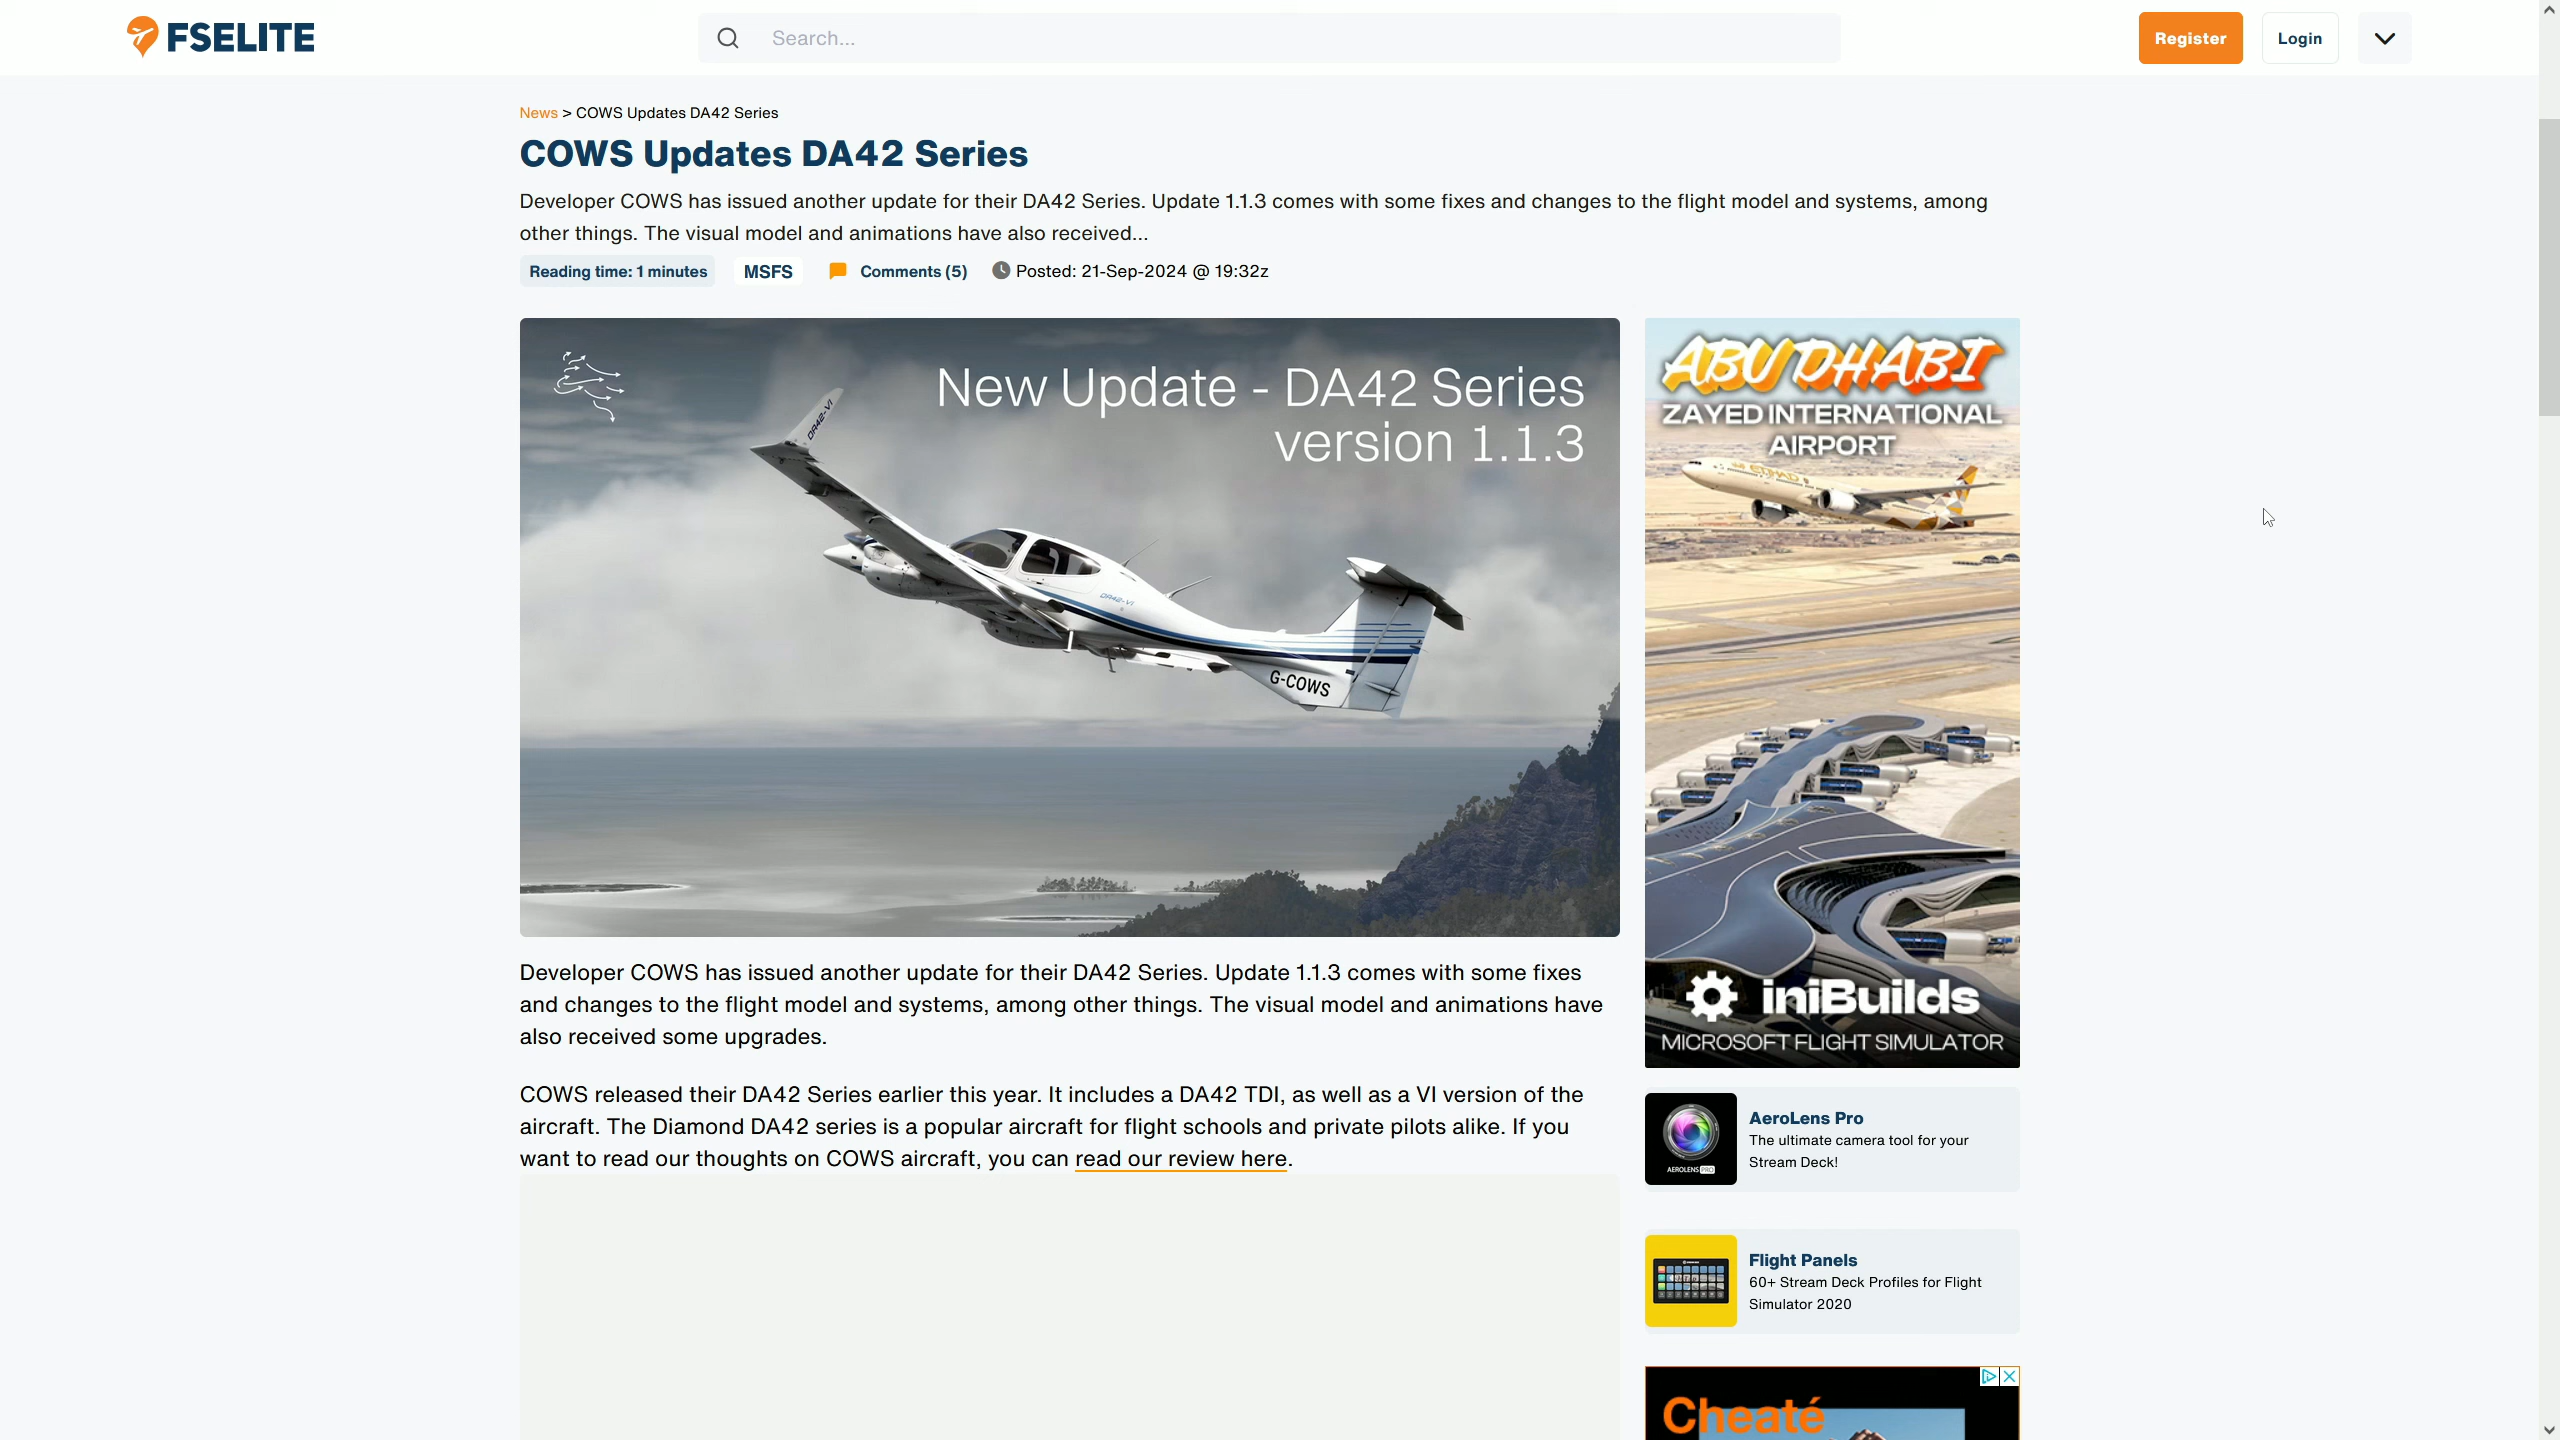 FSELITE
Search...
Register
Login
News > COWS Updates DA42 Series
COWS Updates DA42 Series
Developer COWS has issued another update for their DA42 Series. Update 1.1.3 comes with some fixes and changes to the flight model and systems, among
other things. The visual model and animations have also received...
Reading time: 1 minutes
MSFS
Comments (5)
Posted: 21-Sep-2024 @ 19:32z
New Update - DA42 Series
version 1.1.3
DA42-VI
DA42-VI
G-COWS
Developer COWS has issued another update for their DA42 Series. Update 1.1.3 comes with some fixes
and changes to the flight model and systems, among other things. The visual model and animations have
also received some upgrades.
COWS released their DA42 Series earlier this year. It includes a DA42 TDI, as well as a VI version of the
aircraft. The Diamond DA42 series is a popular aircraft for flight schools and private pilots alike. If you
want to read our thoughts on COWS aircraft, you can read our review here.
ABU DHABI
ZAYED INTERNATIONAL
AIRPORT
ETIHAD
iniBuilds
MICROSOFT FLIGHT SIMULATOR
AEROLENS PRO
AeroLens Pro
The ultimate camera tool for your
Stream Deck!
Flight Panels
60+ Stream Deck Profiles for Flight
Simulator 2020
Cheaté